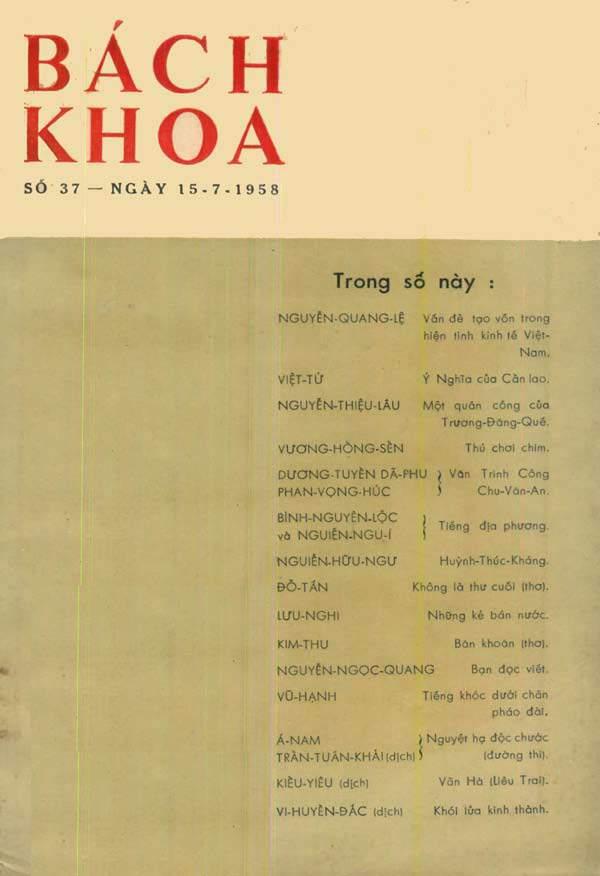 BÁCH
KHOA
SỐ 37 — NGÀY 15-7-1958
Trong số này :
NGUYỄN-QUANG-LỆ Vấn đề tạo vốn trong
hiện tình kinh tế Việt-
Nam.
VIỆT-TỬ Ý Nghĩa của Cần lao.
NGUYỄN-THIỆU-LÂU Một quân công của
Trương-Đăng-Quế.
VƯƠNG-HỒNG-SỀN Thú chơi chim.
DƯƠNG-TUYỀN DÃ-PHU } Văn Trinh Công
PHAN-VỌNG-HÚC Chu-Văn-An.
BÌNH-NGUYÊN-LỘC } Tiếng địa phương.
và NGUIỄN-NGU-Í
NGUIỄN-HỮU-NGƯ Huỳnh-Thúc-Kháng.
ĐỖ-TẤN Không là thư cuối (thơ).
LƯU-NGHI Những kẻ bán nước.
KIM-THU Băn khoăn (thơ).
NGUYỄN-NGỌC-QUANG Bạn đọc viết.
VŨ-HẠNH Tiếng khóc dưới chân
pháo đài.
Á-NAM } Nguyệt hạ độc chước
TRẦN-TUẤN-KHẢI (dịch) (đường thi).
KIỀU-YIÊU (dịch) Vãn Hà (Liêu Trai).
VI-HUYỀN-ĐẮC (dịch) Khói lửa kinh thành.